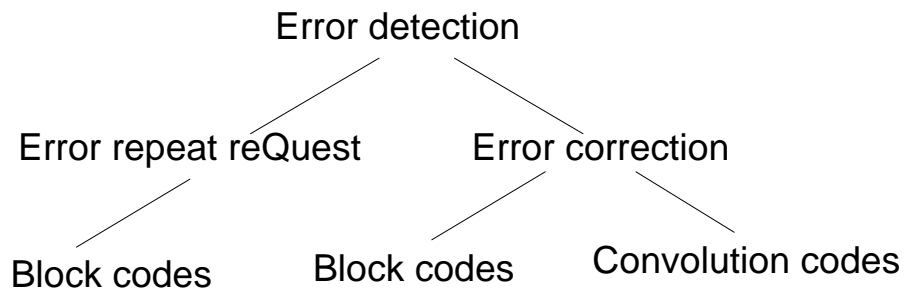 Error detection
Error repeat reQuest
Error correction
Block codes
Block codes
Convolution codes